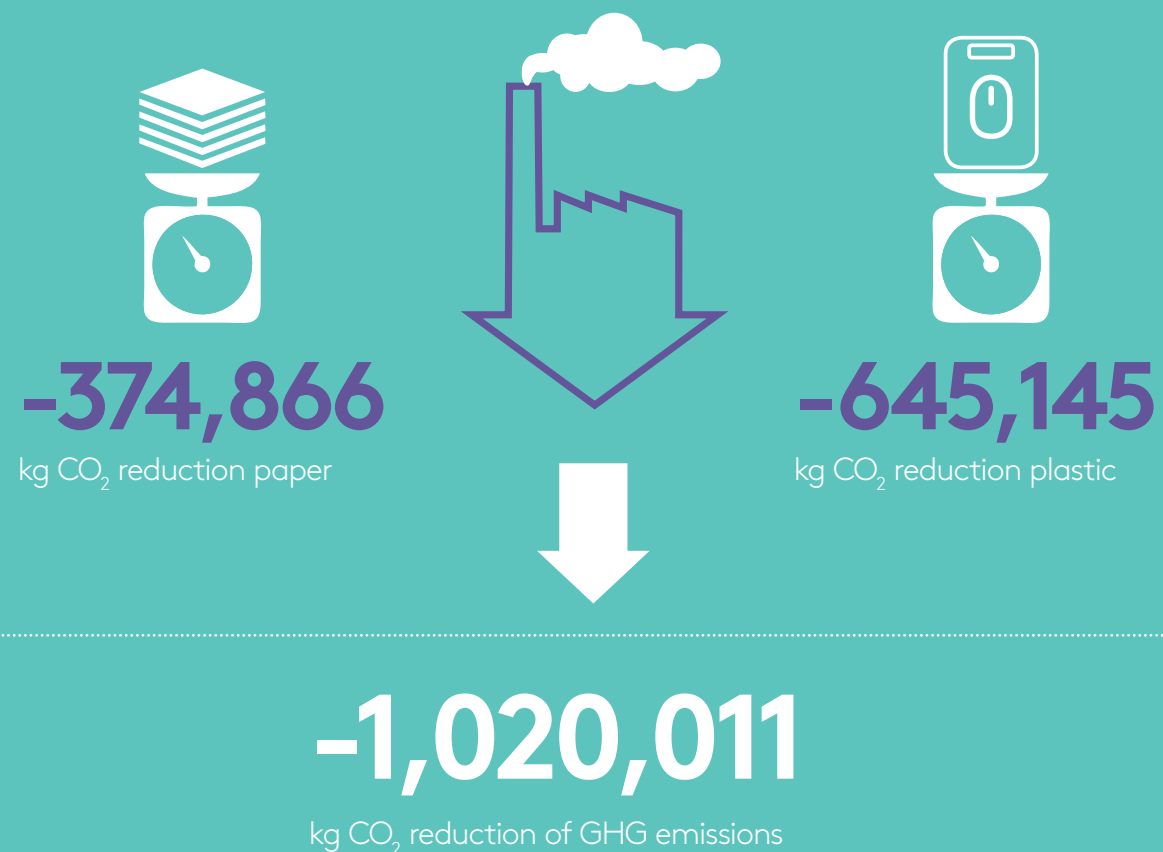 -374,866
kg CO₂ reduction paper
-645,145
kg CO₂ reduction plastic
-1,020,011
kg CO₂ reduction of GHG emissions